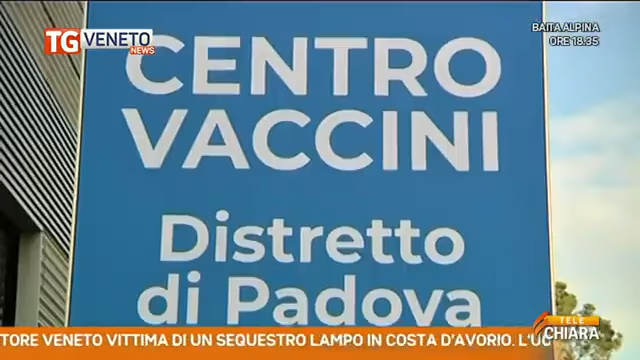 TG VENETO
NEWS
BAITA ALPINA
ORE 18.35
CENTRO
VACCINI
Distretto
di Padova
TELE
CHIARA
TORE VENETO VITTIMA DI UN SEQUESTRO LAMPO IN COSTA D'AVORIO. L'UC